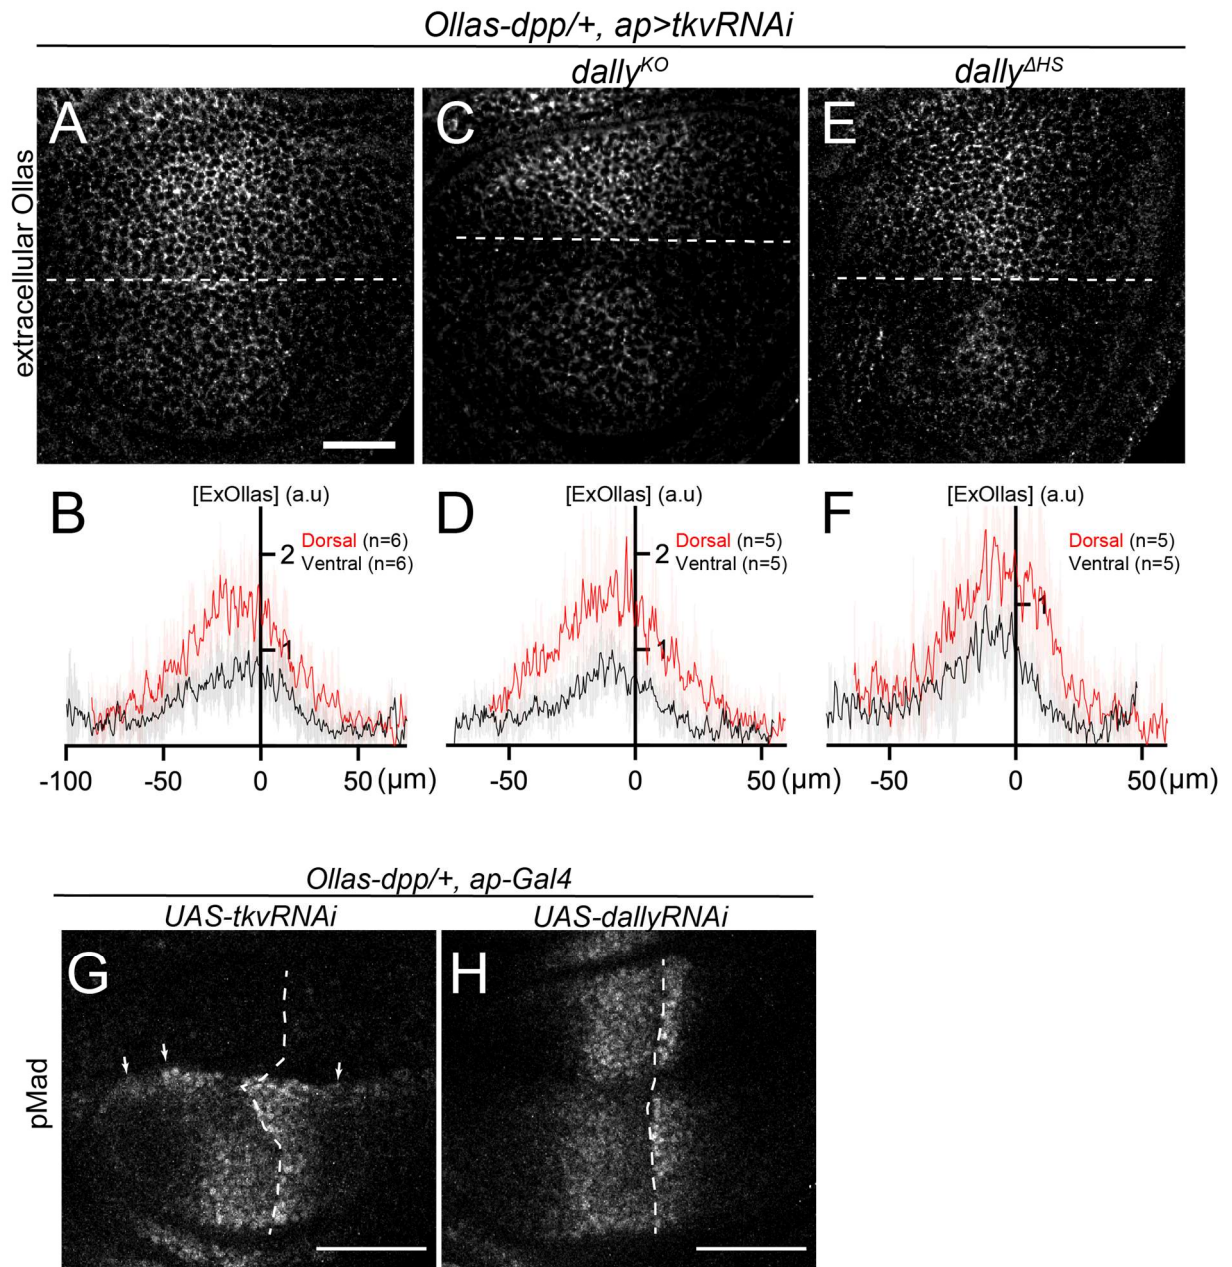 Ollas-dpp/+, ap>tkvRNAi
dally^KO
dally^ΔHS
extracellular Ollas
A
C
E
B
[ExOllas] (a.u)
Dorsal (n=6)
Ventral (n=6)
2
1
-100 -50 0 50 (μm)
D
[ExOllas] (a.u)
Dorsal (n=5)
Ventral (n=5)
2
1
-50 0 50 (μm)
F
[ExOllas] (a.u)
Dorsal (n=5)
Ventral (n=5)
1
-50 0 50 (μm)
Ollas-dpp/+, ap-Gal4
UAS-tkvRNAi
UAS-dallyRNAi
pMad
G
H